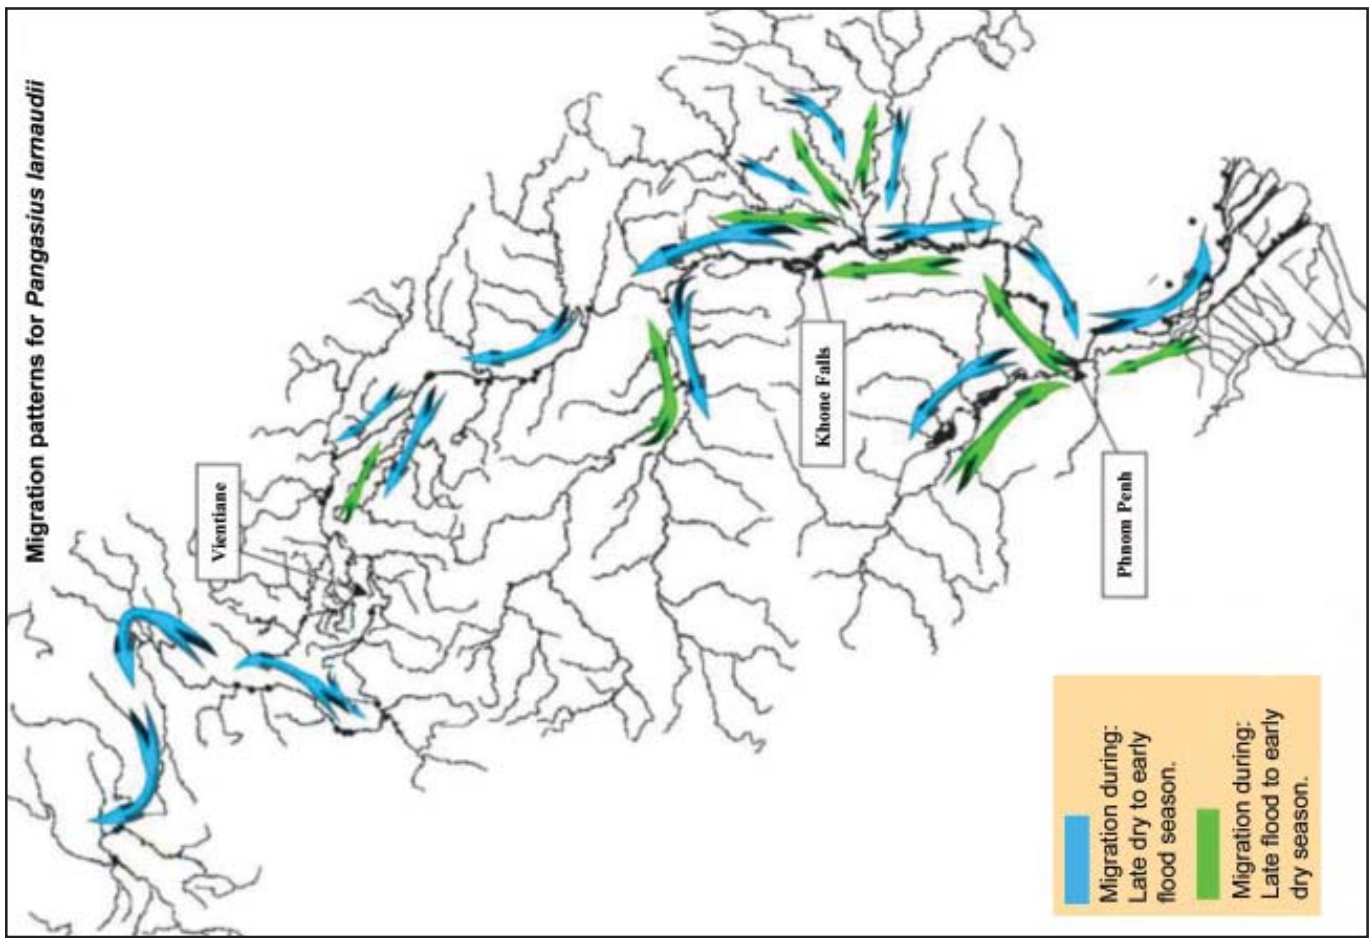 Migration patterns for Pangasius larnaudii
Vientiane
Khone Falls
Phnom Penh
Migration during:
Late dry to early
flood season.
Migration during:
Late flood to early
dry season.